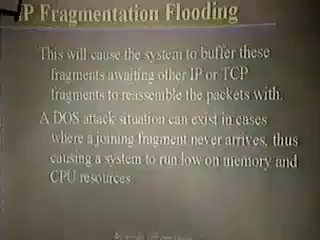 IP Fragmentation Flooding
This will cause the system to buffer these
fragments awaiting other IP or TCP
fragments to reassemble the packets with.
A DOS attack situation can exist in cases
where a joining fragment never arrives, thus
causing a system to run low on memory and
CPU resources.